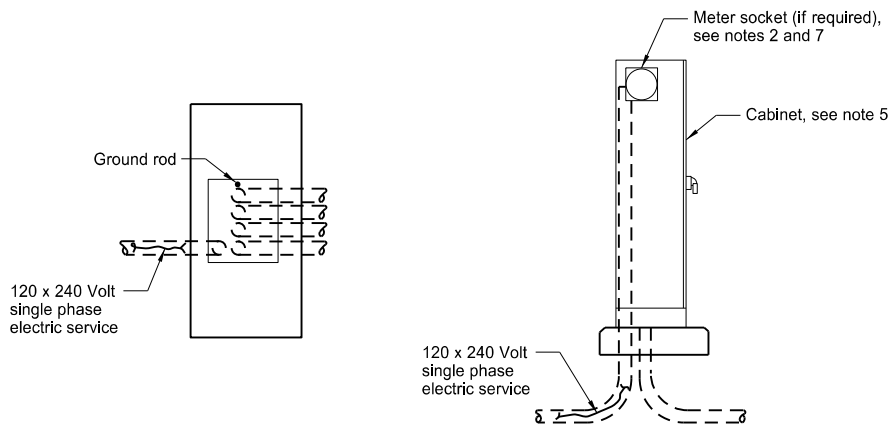 Ground rod
120 x 240 Volt
single phase
electric service
Meter socket (if required),
see notes 2 and 7
Cabinet, see note 5
120 x 240 Volt
single phase
electric service